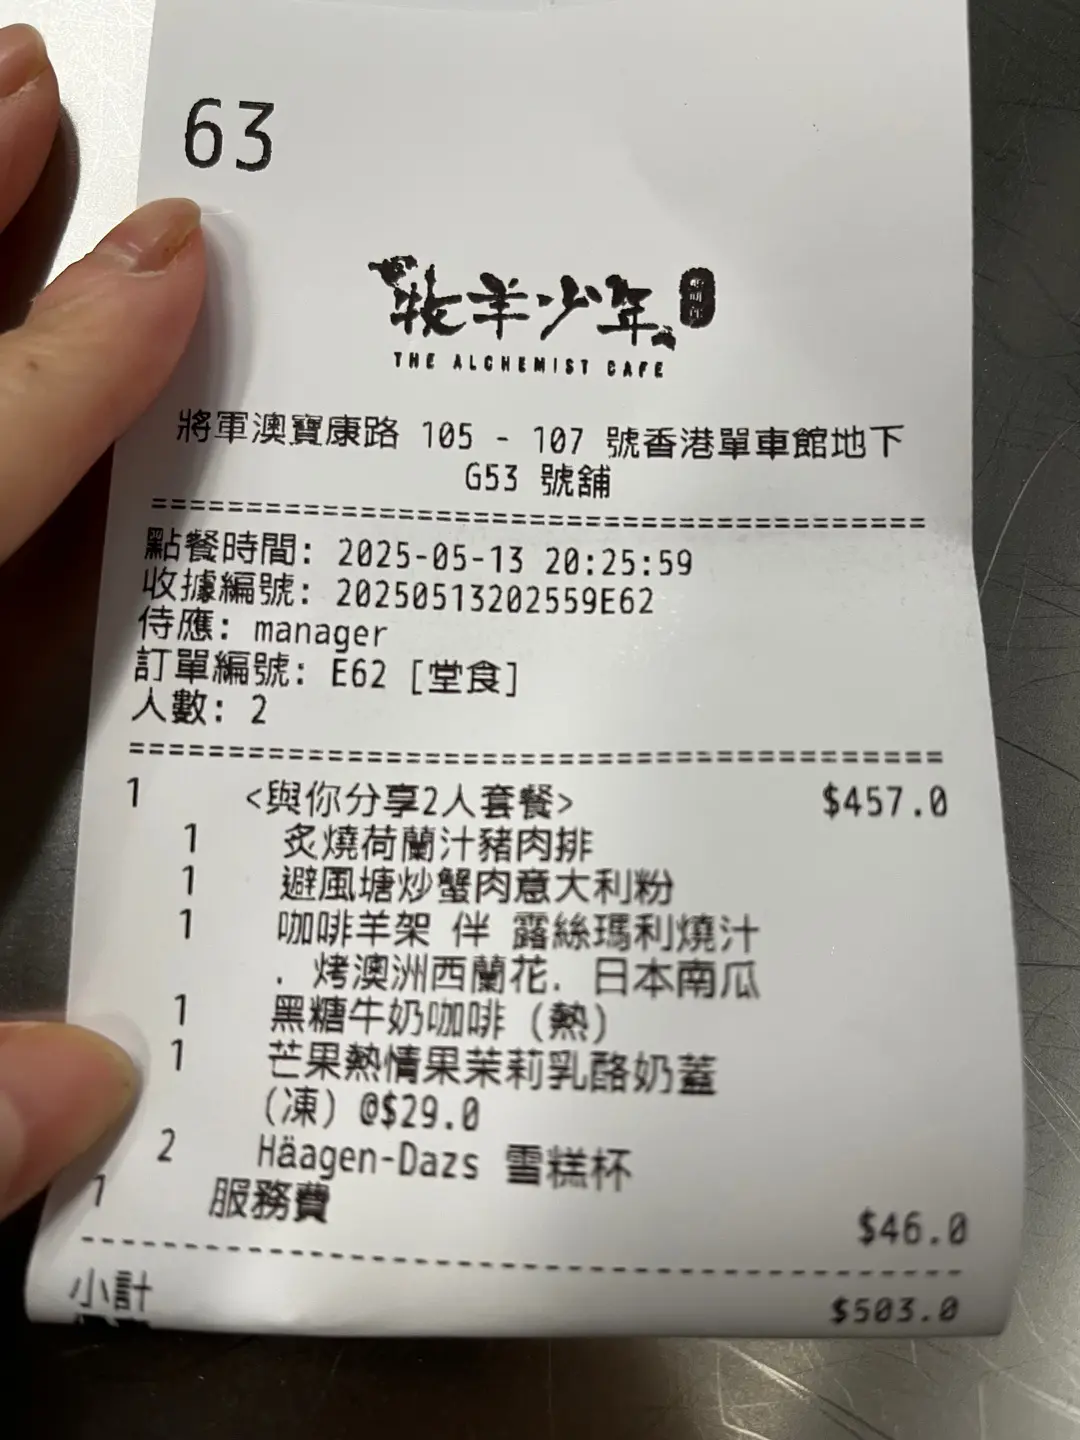 63
牧羊少年
THE ALCHEMIST CAFE
將軍澳寶康路 105 - 107 號香港單車館地下
G53 號舖
點餐時間: 2025-05-13 20:25:59
收據編號: 20250513202559E62
侍應: manager
訂單編號: E62 [堂食]
人數: 2
1 <與你分享2人套餐> $457.0
1 炙燒荷蘭汁豬肉排
1 避風塘炒蟹肉意大利粉
1 咖啡羊架 伴 露絲瑪利燒汁
. 烤澳洲西蘭花. 日本南瓜
1 黑糖牛奶咖啡 (熱)
1 芒果熱情果茉莉乳酪奶蓋
(凍) @$29.0
2 Häagen-Dazs 雪糕杯
1 服務費 $46.0
小計 $503.0